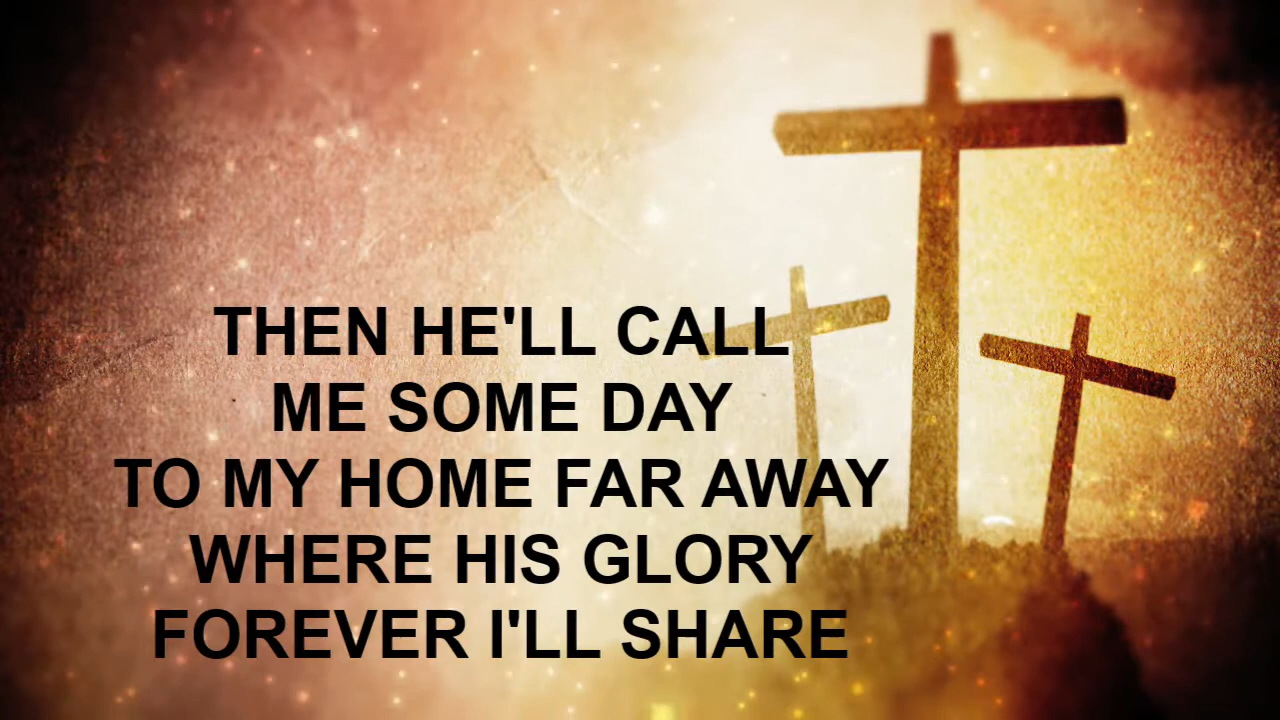 THEN HE'LL CALL
ME SOME DAY
TO MY HOME FAR AWAY
WHERE HIS GLORY
FOREVER I'LL SHARE